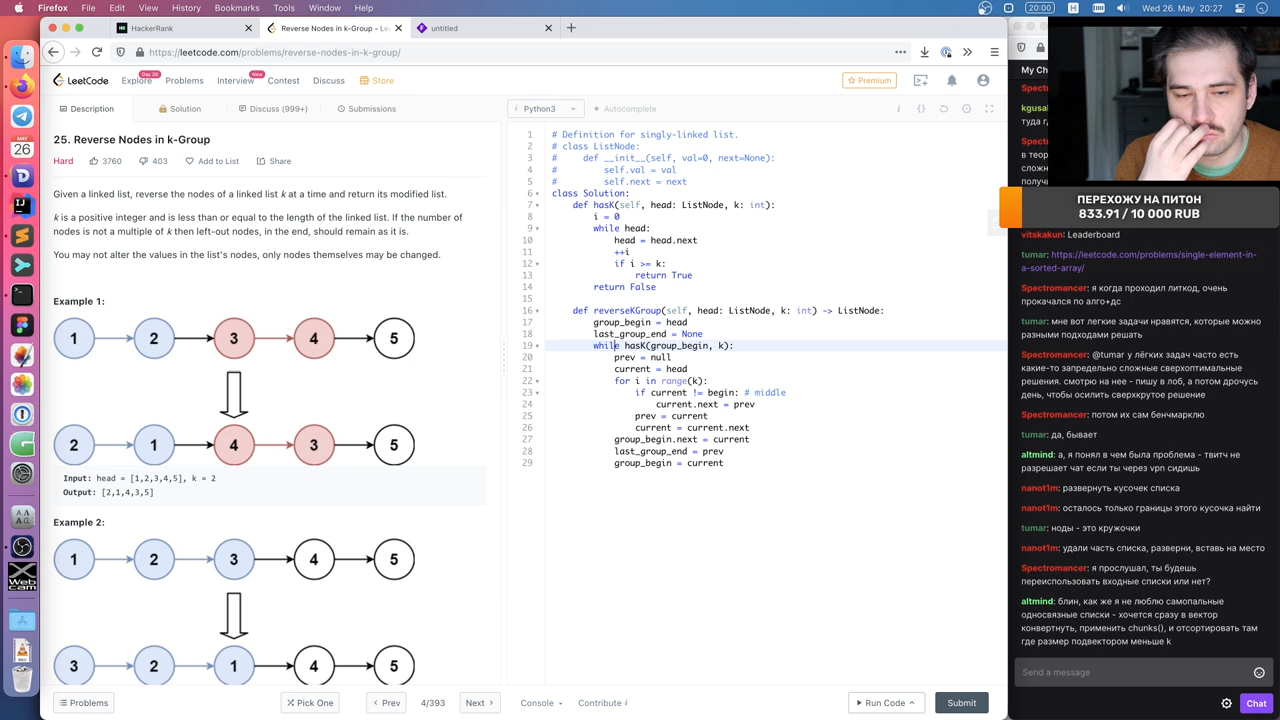 Wed, 26. May 20:05
HackerRank
Reverse Nodes in k-Group - Le
untitled
https://leetcode.com/problems/reverse-nodes-in-k-group/
LeetCode
Explore
Day 26
Problems
Interview
New
Contest
Discuss
Store
Premium
Description
Solution
Discuss (999+)
Submissions
Python3
Autocomplete
25. Reverse Nodes in k-Group
Hard
3760
403
Add to List
Share
Given a linked list, reverse the nodes of a linked list k at a time and return its modified list.
k is a positive integer and is less than or equal to the length of the linked list. If the number of
nodes is not a multiple of k then left-out nodes, in the end, should remain as it is.
You may not alter the values in the list's nodes, only nodes themselves may be changed.
Example 1:
1 2 3 4 5
2 1 4 3 5
Input: head = [1,2,3,4,5], k = 2
Output: [2,1,4,3,5]
Example 2:
1 2 3 4 5
3 2 1 4 5
1 # Definition for singly-linked list.
2 # class ListNode:
3 #     def __init__(self, val=0, next=None):
4 #         self.val = val
5 #         self.next = next
6 class Solution:
7     def hasK(self, head: ListNode, k: int):
8         i = 0
9         while head:
10             head = head.next
11             ++i
12             if i >= k:
13                 return True
14         return False
15
16     def reverseKGroup(self, head: ListNode, k: int) -> ListNode:
17         group_begin = head
18         last_group_end = None
19         while hasK(group_begin, k):
20             prev = null
21             current = head
22             for i in range(k):
23                 if current != begin: # middle
24                     current.next = prev
25                 prev = current
26                 current = current.next
27             group_begin.next = current
28             last_group_end = prev
29             group_begin = current
Problems
Pick One
Prev
4/393
Next
Console
Contribute i
Run Code
Submit
My Ch
kgusa
туда г
в теор
сложн
получ
ПЕРЕХОЖУ НА ПИТОН
833.91 / 10 000 RUB
vitskakun: Leaderboard
tumar: https://leetcode.com/problems/single-element-in-
a-sorted-array/
Spectromancer: я когда проходил литкод, очень
прокачался по алго+дс
tumar: мне вот легкие задачи нравятся, которые можно
разными подходами решать
Spectromancer: @tumar у лёгких задач часто есть
какие-то запредельно сложные сверхоптимальные
решения. смотрю на нее - пишу в лоб, а потом дрочусь
день, чтобы осилить сверхкрутое решение
Spectromancer: потом их сам бенчмарклю
tumar: да, бывает
altmind: а, я понял в чем была проблема - твитч не
разрешает чат если ты через vpn сидишь
nanot1m: развернуть кусочек списка
nanot1m: осталось только границы этого кусочка найти
tumar: ноды - это кружочки
nanot1m: удали часть списка, разверни, вставь на место
Spectromancer: я прослушал, ты будешь
переиспользовать входные списки или нет?
altmind: блин, как же я не люблю самопальные
односвязные списки - хочется сразу в вектор
конвертнуть, применить chunks(), и отсортировать там
где размер подвектором меньше k
Send a message
Chat